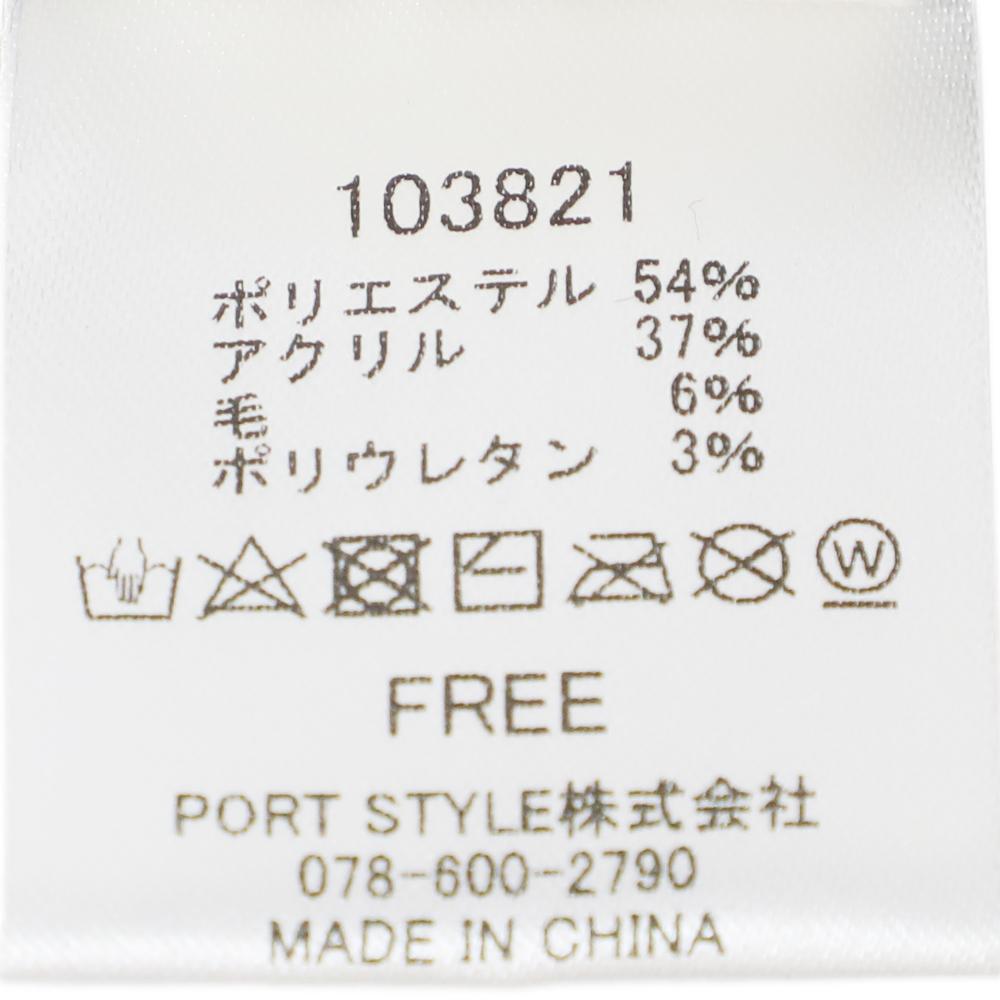 103821
ポリエステル 54%
アクリル 37%
毛 6%
ポリウレタン 3%
W
FREE
PORT STYLE株式会社
078-600-2790
MADE IN CHINA